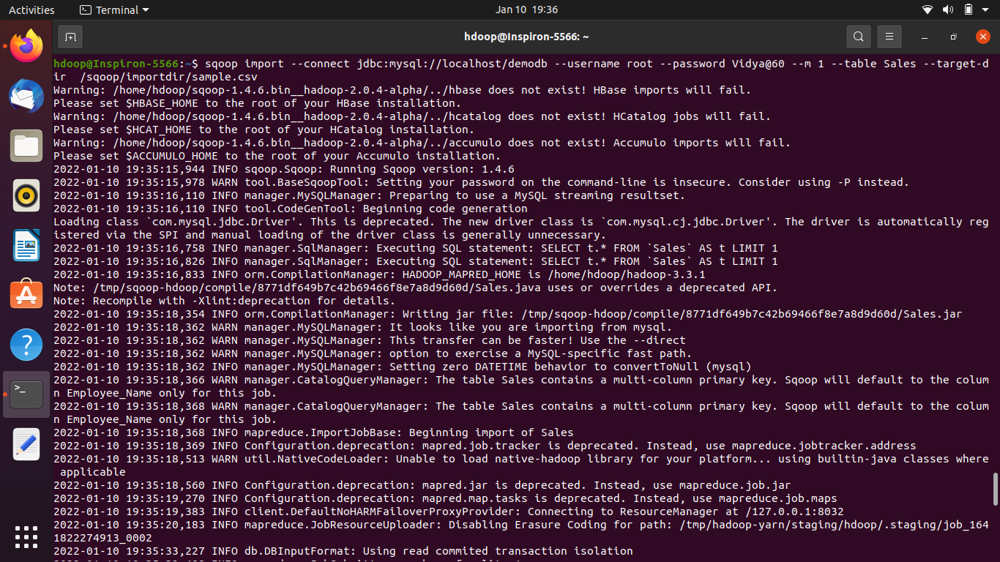 Activities
Terminal
Jan 10 19:36
hdoop@Inspiron-5566: ~
hdoop@Inspiron-5566:~$ sqoop import --connect jdbc:mysql://localhost/demodb --username root --password Vidya@60 --m 1 --table Sales --target-d
ir  /sqoop/importdir/sample.csv
Warning: /home/hdoop/sqoop-1.4.6.bin__hadoop-2.0.4-alpha/../hbase does not exist! HBase imports will fail.
Please set $HBASE_HOME to the root of your HBase installation.
Warning: /home/hdoop/sqoop-1.4.6.bin__hadoop-2.0.4-alpha/../hcatalog does not exist! HCatalog jobs will fail.
Please set $HCAT_HOME to the root of your HCatalog installation.
Warning: /home/hdoop/sqoop-1.4.6.bin__hadoop-2.0.4-alpha/../accumulo does not exist! Accumulo imports will fail.
Please set $ACCUMULO_HOME to the root of your Accumulo installation.
2022-01-10 19:35:15,944 INFO sqoop.Sqoop: Running Sqoop version: 1.4.6
2022-01-10 19:35:15,978 WARN tool.BaseSqoopTool: Setting your password on the command-line is insecure. Consider using -P instead.
2022-01-10 19:35:16,110 INFO manager.MySQLManager: Preparing to use a MySQL streaming resultset.
2022-01-10 19:35:16,110 INFO tool.CodeGenTool: Beginning code generation
Loading class `com.mysql.jdbc.Driver'. This is deprecated. The new driver class is `com.mysql.cj.jdbc.Driver'. The driver is automatically reg
istered via the SPI and manual loading of the driver class is generally unnecessary.
2022-01-10 19:35:16,758 INFO manager.SqlManager: Executing SQL statement: SELECT t.* FROM `Sales` AS t LIMIT 1
2022-01-10 19:35:16,826 INFO manager.SqlManager: Executing SQL statement: SELECT t.* FROM `Sales` AS t LIMIT 1
2022-01-10 19:35:16,833 INFO orm.CompilationManager: HADOOP_MAPRED_HOME is /home/hdoop/hadoop-3.3.1
Note: /tmp/sqoop-hdoop/compile/8771df649b7c42b69466f8e7a8d9d60d/Sales.java uses or overrides a deprecated API.
Note: Recompile with -Xlint:deprecation for details.
2022-01-10 19:35:18,354 INFO orm.CompilationManager: Writing jar file: /tmp/sqoop-hdoop/compile/8771df649b7c42b69466f8e7a8d9d60d/Sales.jar
2022-01-10 19:35:18,362 WARN manager.MySQLManager: It looks like you are importing from mysql.
2022-01-10 19:35:18,362 WARN manager.MySQLManager: This transfer can be faster! Use the --direct
2022-01-10 19:35:18,362 WARN manager.MySQLManager: option to exercise a MySQL-specific fast path.
2022-01-10 19:35:18,362 INFO manager.MySQLManager: Setting zero DATETIME behavior to convertToNull (mysql)
2022-01-10 19:35:18,366 WARN manager.CatalogQueryManager: The table Sales contains a multi-column primary key. Sqoop will default to the colum
n Employee_Name only for this job.
2022-01-10 19:35:18,368 WARN manager.CatalogQueryManager: The table Sales contains a multi-column primary key. Sqoop will default to the colum
n Employee_Name only for this job.
2022-01-10 19:35:18,368 INFO mapreduce.ImportJobBase: Beginning import of Sales
2022-01-10 19:35:18,369 INFO Configuration.deprecation: mapred.job.tracker is deprecated. Instead, use mapreduce.jobtracker.address
2022-01-10 19:35:18,513 WARN util.NativeCodeLoader: Unable to load native-hadoop library for your platform... using builtin-java classes where
 applicable
2022-01-10 19:35:18,560 INFO Configuration.deprecation: mapred.jar is deprecated. Instead, use mapreduce.job.jar
2022-01-10 19:35:19,270 INFO Configuration.deprecation: mapred.map.tasks is deprecated. Instead, use mapreduce.job.maps
2022-01-10 19:35:19,383 INFO client.DefaultNoHARMFailoverProxyProvider: Connecting to ResourceManager at /127.0.0.1:8032
2022-01-10 19:35:20,183 INFO mapreduce.JobResourceUploader: Disabling Erasure Coding for path: /tmp/hadoop-yarn/staging/hdoop/.staging/job_164
1822274913_0002
2022-01-10 19:35:33,227 INFO db.DBInputFormat: Using read commited transaction isolation